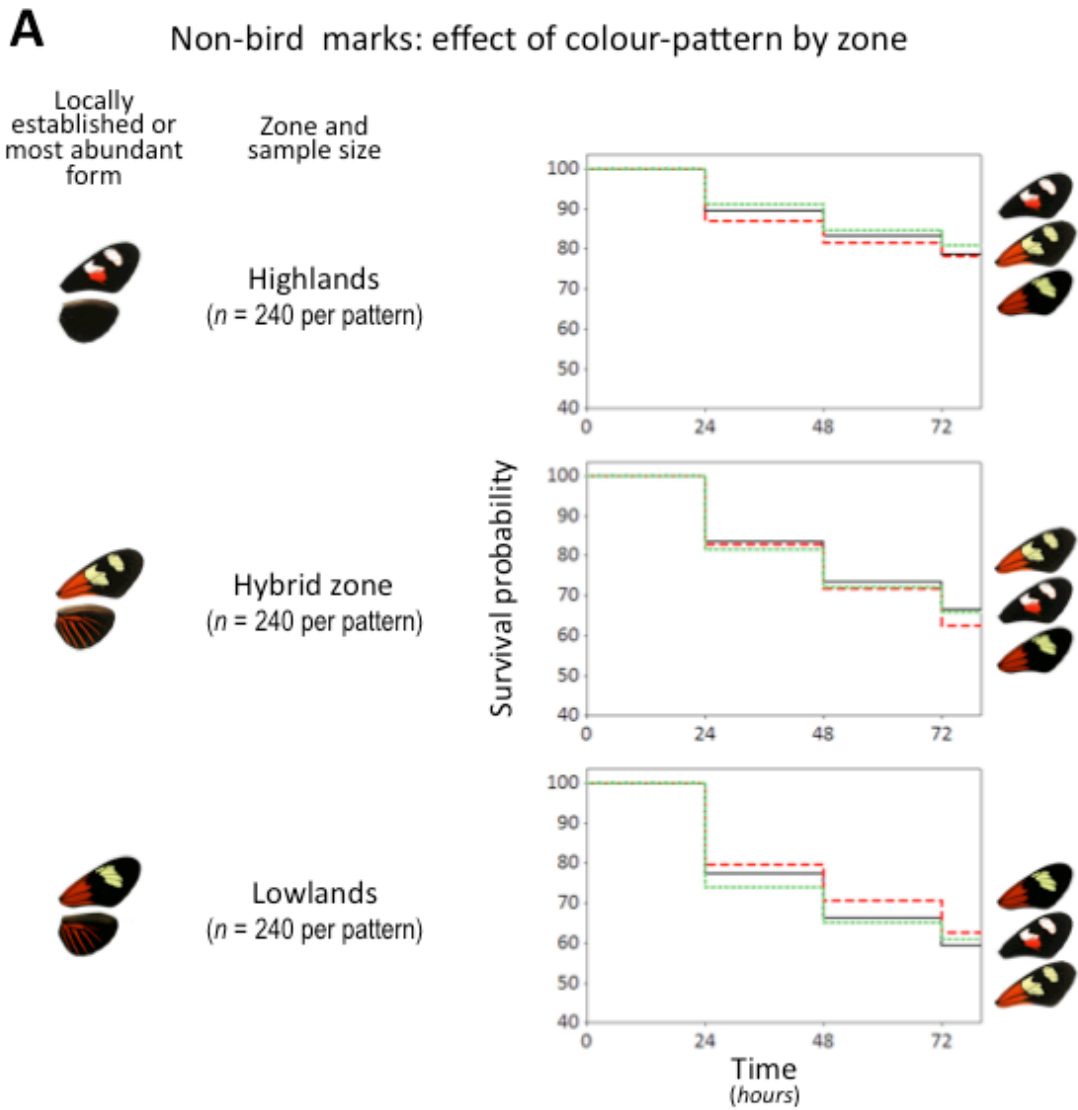 A
Non-bird marks: effect of colour-pattern by zone
Locally
established or
most abundant
form
Zone and
sample size
Highlands
(n = 240 per pattern)
100
90
80
70
60
50
40
0 24 48 72
Hybrid zone
(n = 240 per pattern)
Survival probability
100
90
80
70
60
50
40
0 24 48 72
Lowlands
(n = 240 per pattern)
100
90
80
70
60
50
40
0 24 48 72
Time
(hours)